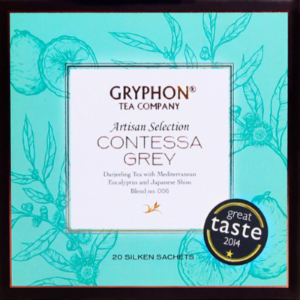 GRYPHON®
TEA COMPANY
Artisan Selection
CONTESSA
GREY
Darjeeling Tea with Mediterranean
Eucalyptus and Japanese Shiso
Blend no: 006
great
taste
2014
20 SILKEN SACHETS